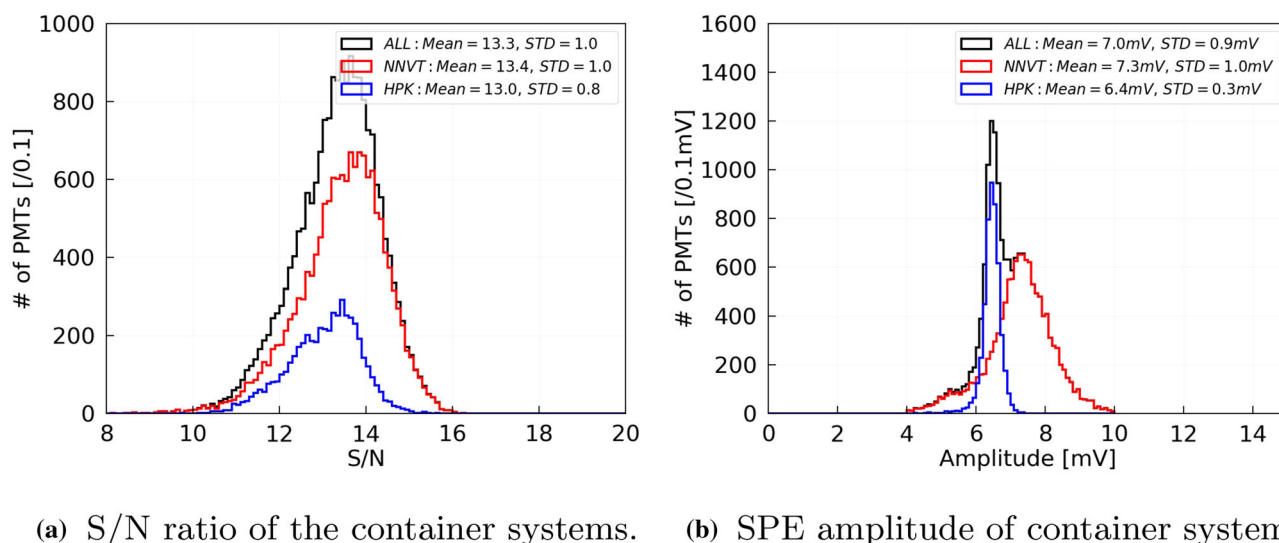 1000
800
600
400
200
0
# of PMTs [/0.1]
ALL : Mean = 13.3, STD = 1.0
NNVT : Mean = 13.4, STD = 1.0
HPK : Mean = 13.0, STD = 0.8
8 10 12 14 16 18 20
S/N
(a) S/N ratio of the container systems.
1600
1400
1200
1000
800
600
400
200
0
# of PMTs [/0.1mV]
ALL : Mean = 7.0mV, STD = 0.9mV
NNVT : Mean = 7.3mV, STD = 1.0mV
HPK : Mean = 6.4mV, STD = 0.3mV
0 2 4 6 8 10 12 14
Amplitude [mV]
(b) SPE amplitude of container system